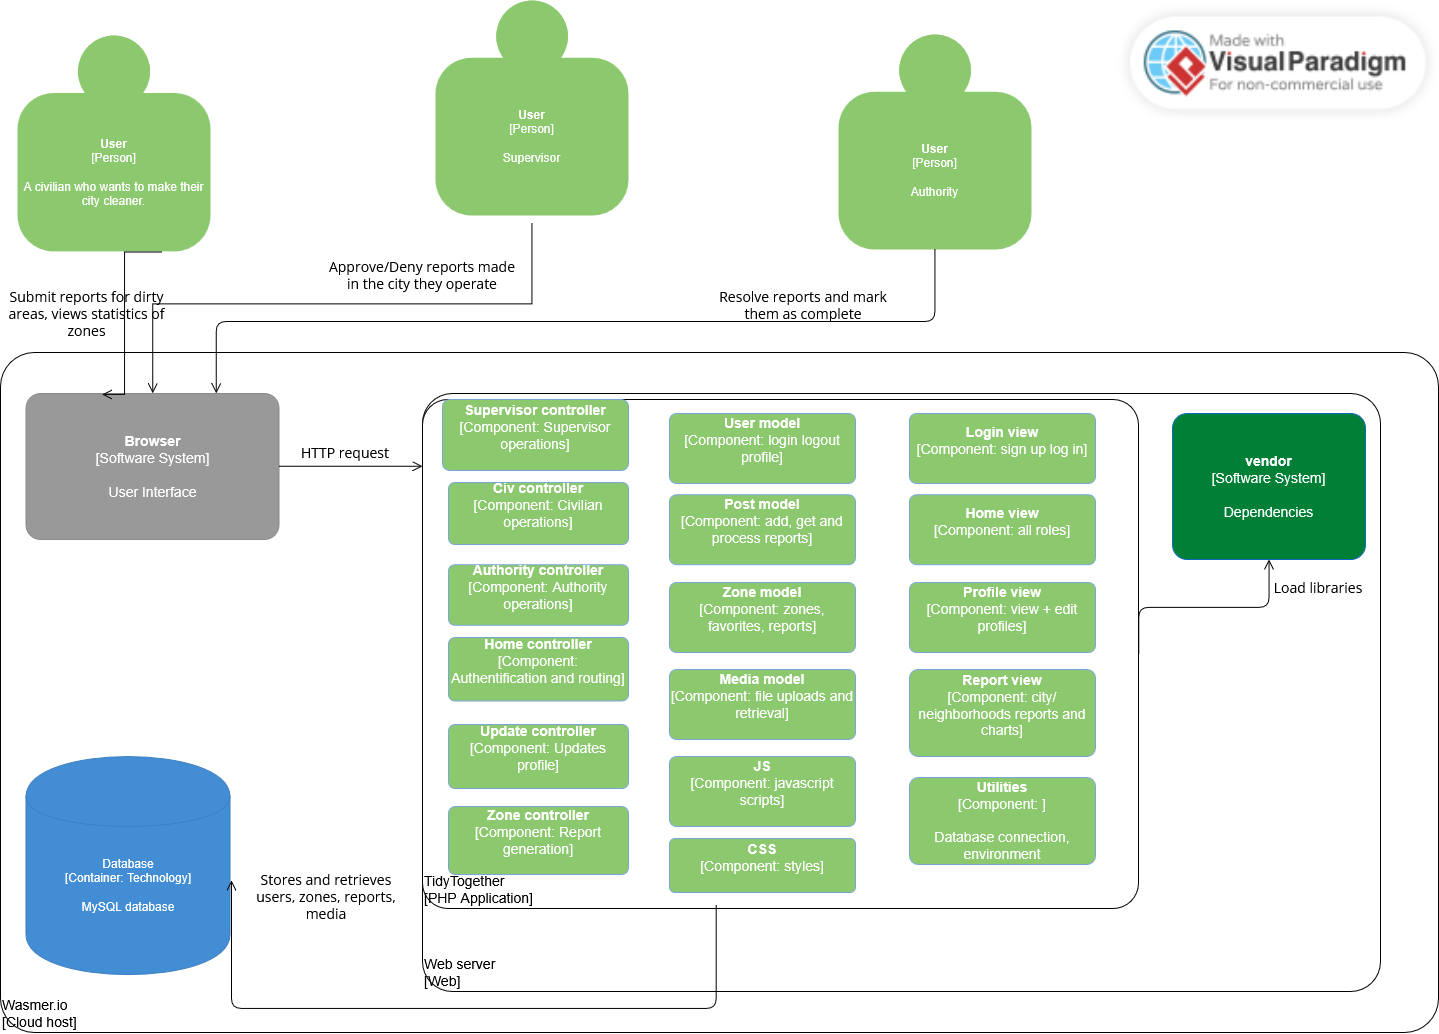 Made with
VisualParadigm
For non-commercial use
User
[Person]
A civilian who wants to make their
city cleaner.
User
[Person]
Supervisor
User
[Person]
Authority
Submit reports for dirty
areas, views statistics of
zones
Approve/Deny reports made
in the city they operate
Resolve reports and mark
them as complete
Browser
[Software System]
User Interface
HTTP request
Supervisor controller
[Component: Supervisor
operations]
Civ controller
[Component: Civilian
operations]
Authority controller
[Component: Authority
operations]
Home controller
[Component:
Authentification and routing]
Update controller
[Component: Updates
profile]
Zone controller
[Component: Report
generation]
User model
[Component: login logout
profile]
Post model
[Component: add, get and
process reports]
Zone model
[Component: zones,
favorites, reports]
Media model
[Component: file uploads and
retrieval]
JS
[Component: javascript
scripts]
CSS
[Component: styles]
Login view
[Component: sign up log in]
Home view
[Component: all roles]
Profile view
[Component: view + edit
profiles]
Report view
[Component: city/
neighborhoods reports and
charts]
Utilities
[Component: ]
Database connection,
environment
vendor
[Software System]
Dependencies
Load libraries
TidyTogether
[PHP Application]
Web server
[Web]
Database
[Container: Technology]
MySQL database
Stores and retrieves
users, zones, reports,
media
Wasmer.io
[Cloud host]